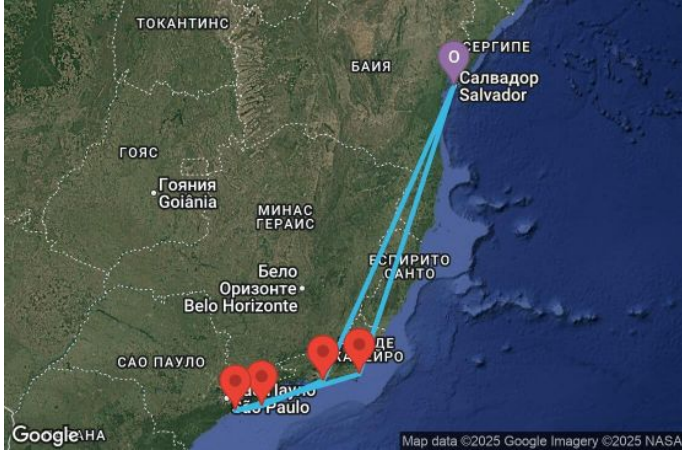 ТОКАНТИНС
СЕРГИПЕ
БАИЯ
О
Салвадор
Salvador
ГОЯС
Гояния
Goiânia
МИНАС
ГЕРАИС
ЕСПИРИТО
САНТО
Бело
Оризонте
Belo Horizonte
ДЕ
САО ПАУЛО
São Paulo
Google
Map data ©2025 Google Imagery ©2025 NASA